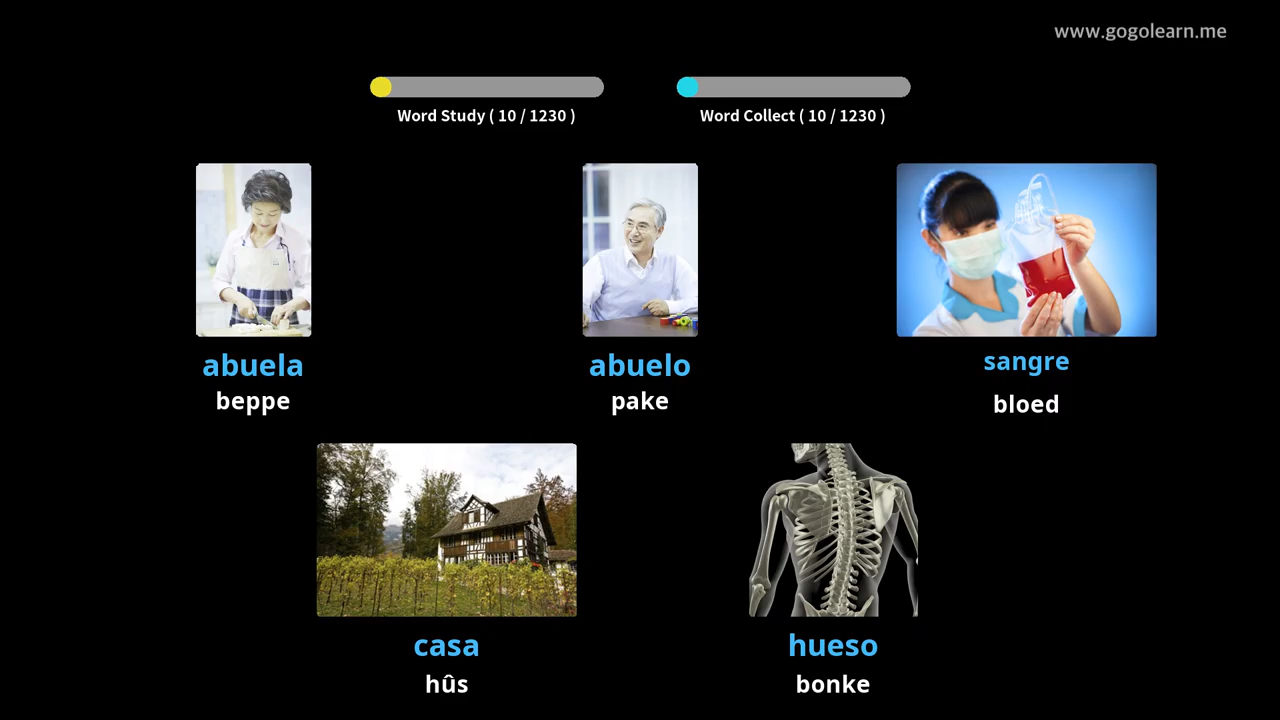 www.gogolearn.me
Word Study ( 10 / 1230 )
Word Collect ( 10 / 1230 )
abuela
beppe
abuelo
pake
sangre
bloed
casa
hûs
hueso
bonke